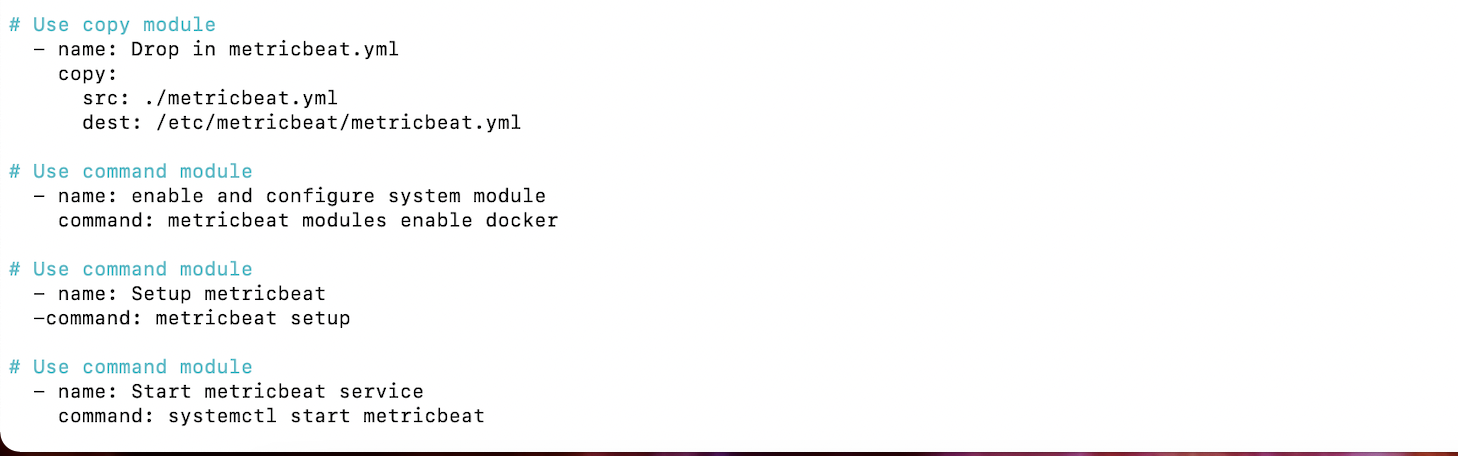 # Use copy module
  - name: Drop in metricbeat.yml
    copy:
      src: ./metricbeat.yml
      dest: /etc/metricbeat/metricbeat.yml

# Use command module
  - name: enable and configure system module
    command: metricbeat modules enable docker

# Use command module
  - name: Setup metricbeat
  -command: metricbeat setup

# Use command module
  - name: Start metricbeat service
    command: systemctl start metricbeat